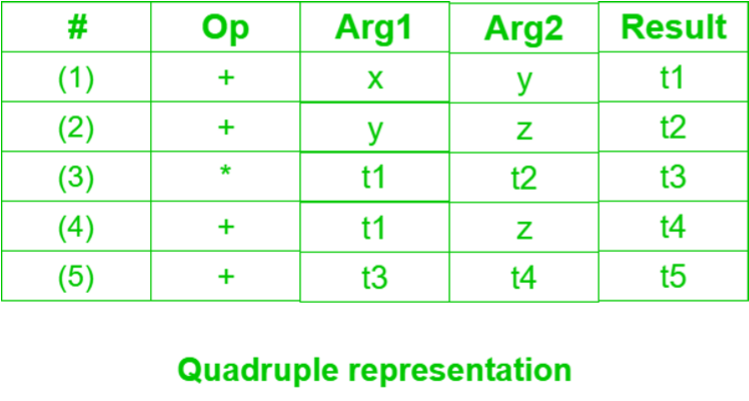 # Op Arg1 Arg2 Result
(1) + x y t1
(2) + y z t2
(3) * t1 t2 t3
(4) + t1 z t4
(5) + t3 t4 t5
Quadruple representation